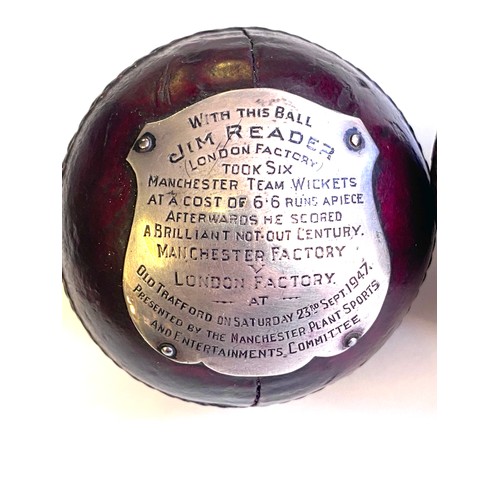 WITH THIS BALL
JIM READER
(LONDON FACTORY)
TOOK SIX
MANCHESTER TEAM WICKETS
AT A COST OF 6·6 RUNS APIECE
AFTERWARDS HE SCORED
A BRILLIANT NOT-OUT CENTURY.
MANCHESTER FACTORY
V
LONDON FACTORY
— AT —
OLD TRAFFORD ON SATURDAY 23RD SEPT. 1947.
PRESENTED BY THE MANCHESTER PLANT SPORTS
AND ENTERTAINMENTS COMMITTEE